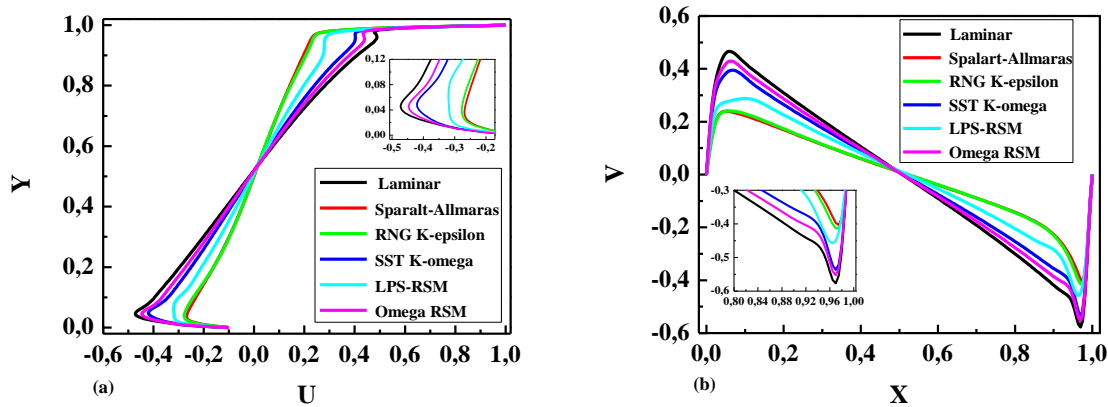 Y
1,0
0,8
0,6
0,4
0,2
0,0
-0,6
-0,4
-0,2
0,0
0,2
0,4
0,6
0,8
1,0
U
(a)
0,12
0,08
0,04
0,00
-0,5
-0,4
-0,3
-0,2
Laminar
Sparalt-Allmaras
RNG K-epsilon
SST K-omega
LPS-RSM
Omega RSM
V
0,6
0,4
0,2
0,0
-0,2
-0,4
-0,6
0,0
0,2
0,4
0,6
0,8
1,0
X
(b)
Laminar
Spalart-Allmaras
RNG K-epsilon
SST K-omega
LPS-RSM
Omega RSM
-0,3
-0,4
-0,5
-0,6
0,80
0,84
0,88
0,92
0,96
1,00